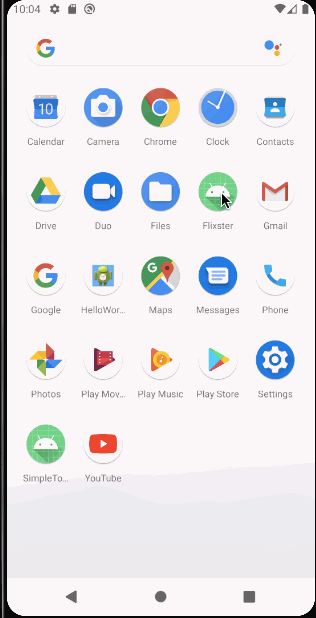 10:04
Calendar Camera Chrome Clock Contacts
Drive Duo Files Flixster Gmail
Google HelloWor... Maps Messages Phone
Photos Play Mov... Play Music Play Store Settings
SimpleTo... YouTube